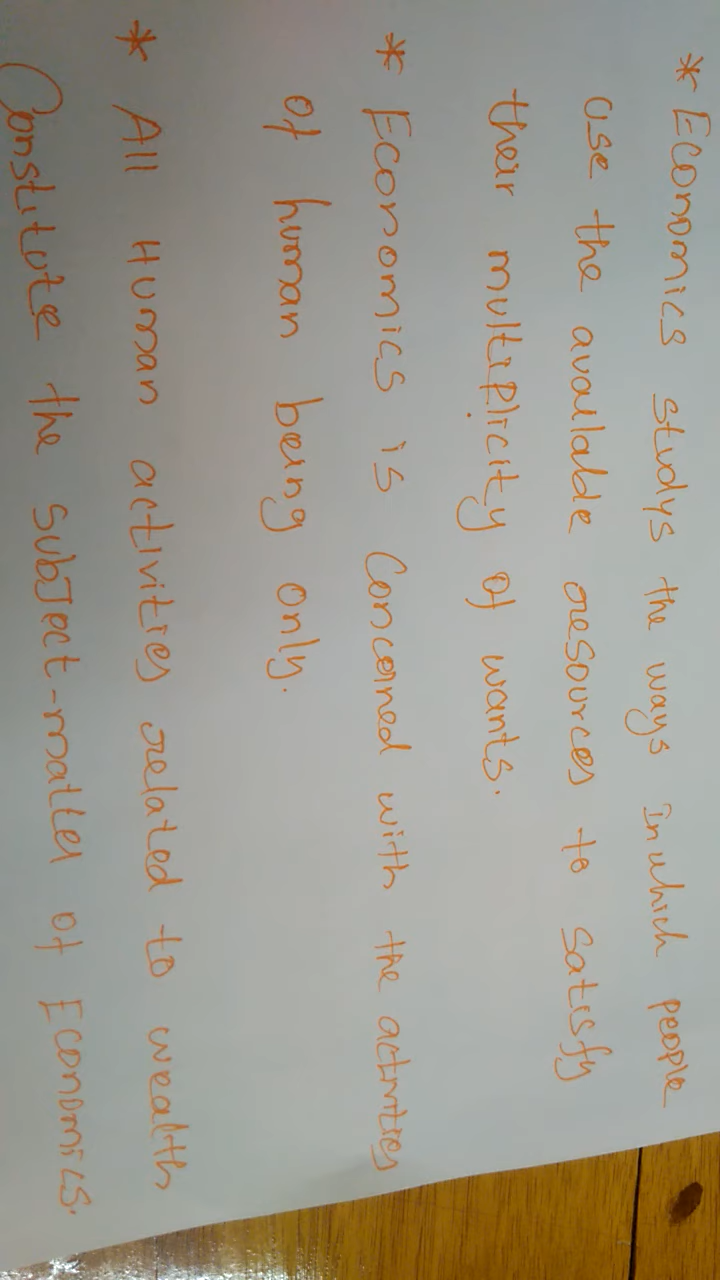 * Economics studys the ways in which people
use the available resources to satisfy
their multiplicity of wants.
* Economics is Concerned with the activities
of human being only.
* All Human activities related to wealth
Constitute the subject-matter of Economics.